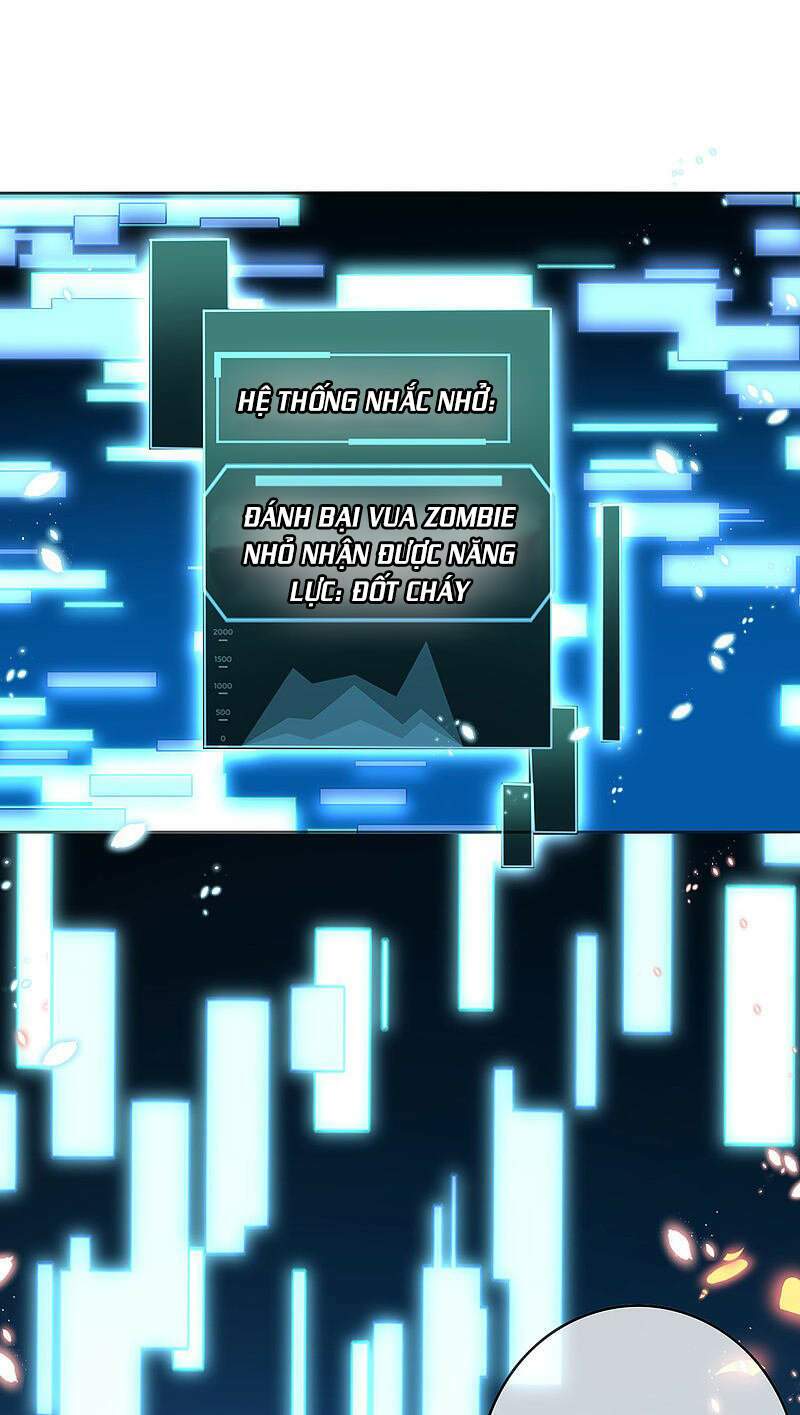 HỆ THỐNG NHẮC NHỞ:
ĐÁNH BẠI VUA ZOMBIE
NHỎ NHẬN ĐƯỢC NĂNG
LỰC: ĐỐT CHÁY
2000
1500
1000
500
0